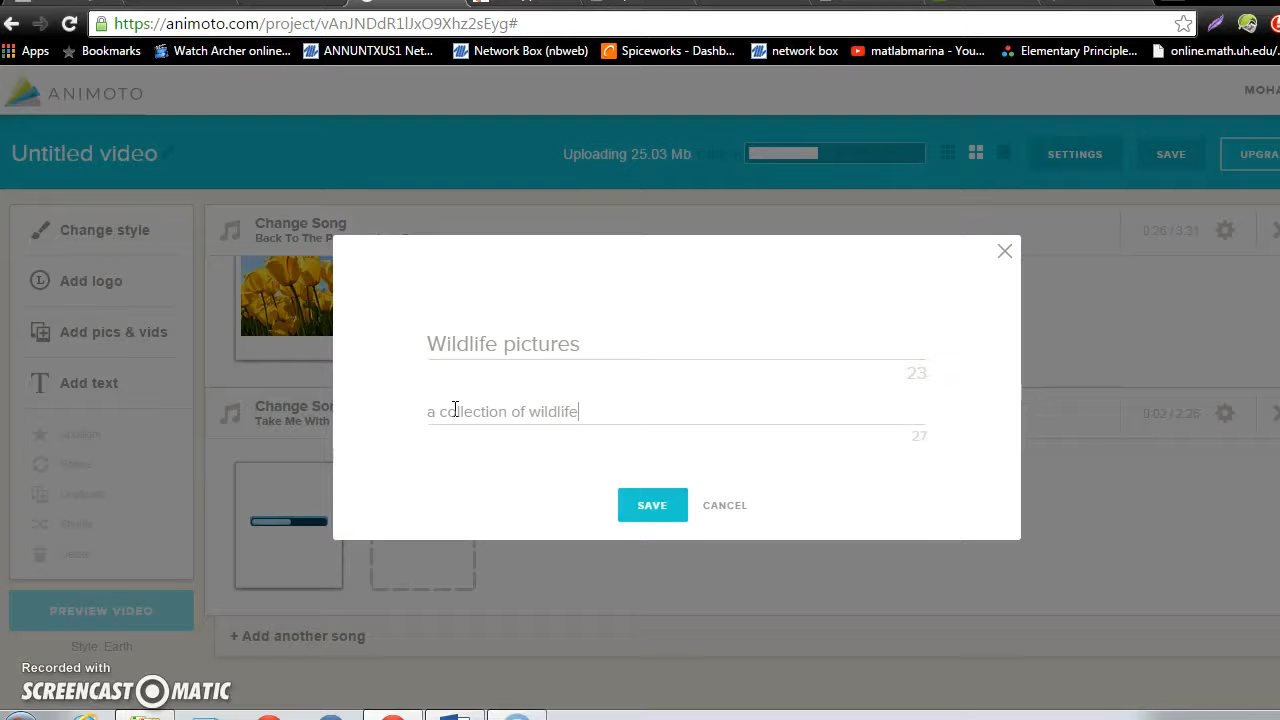 https://animoto.com/project/vAnJNDdR1lJxO9Xhz2sEyg#
Apps Bookmarks Watch Archer online... ANNUNTXUS1 Net... Network Box (nbweb) Spiceworks - Dashb... network box matlabmarina - You... Elementary Principle... online.math.uh.edu/.
ANIMOTO MOHA
Untitled video Uploading 25.03 Mb SETTINGS SAVE UPGRA
Change style
Add logo
Add pics & vids
Add text
Duplicate
Change Song
Back To The P
0:26 / 3:31
Wildlife pictures
23
a collection of wildlife
27
SAVE CANCEL
Change Son
Take Me With
0:02 / 2:26
PREVIEW VIDEO
Style: Earth
+ Add another song
Recorded with
SCREENCAST MATIC